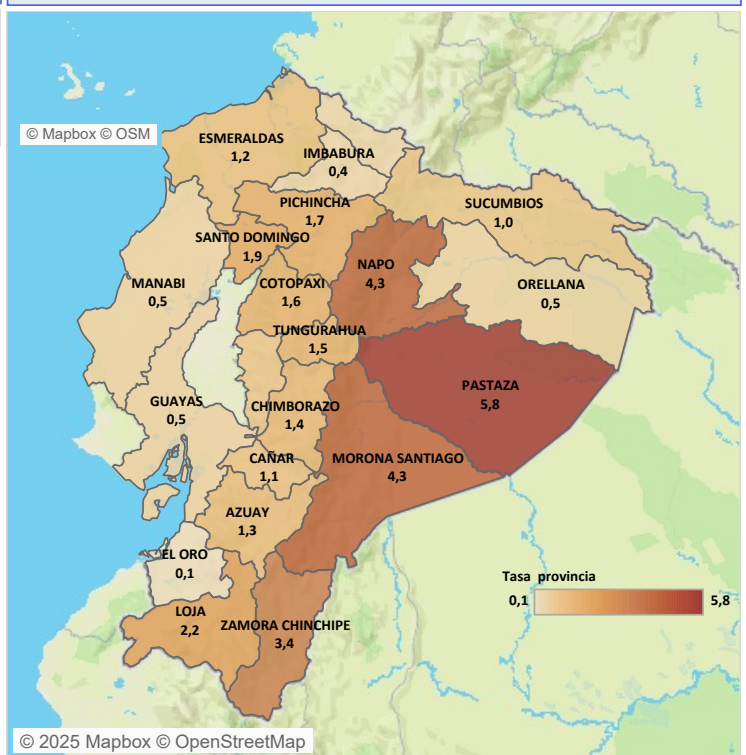 © Mapbox © OSM
ESMERALDAS
1,2
IMBABURA
0,4
PICHINCHA
1,7
SUCUMBIOS
1,0
SANTO DOMINGO
1,9
NAPO
4,3
MANABI
0,5
COTOPAXI
1,6
ORELLANA
0,5
TUNGURAHUA
1,5
PASTAZA
5,8
GUAYAS
0,5
CHIMBORAZO
1,4
CAÑAR
1,1
MORONA SANTIAGO
4,3
AZUAY
1,3
EL ORO
0,1
Tasa provincia
0,1
5,8
LOJA
2,2
ZAMORA CHINCHIPE
3,4
© 2025 Mapbox © OpenStreetMap